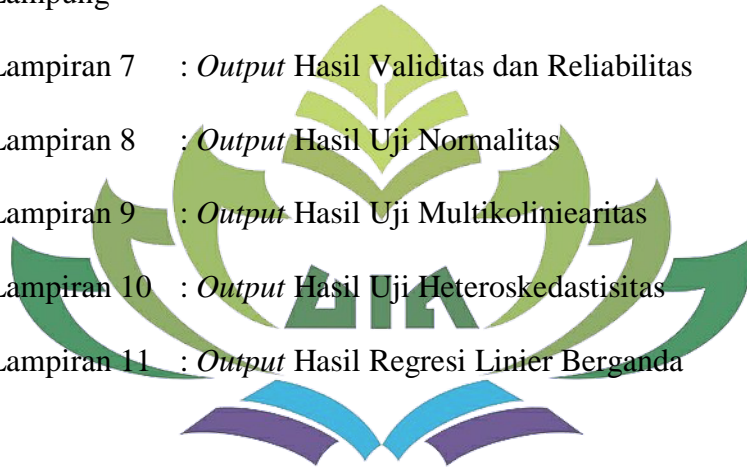 Lampung
Lampiran 7 : Output Hasil Validitas dan Reliabilitas
Lampiran 8 : Output Hasil Uji Normalitas
Lampiran 9 : Output Hasil Uji Multikoliniearitas
Lampiran 10 : Output Hasil Uji Heteroskedastisitas
UIN
Lampiran 11 : Output Hasil Regresi Linier Berganda